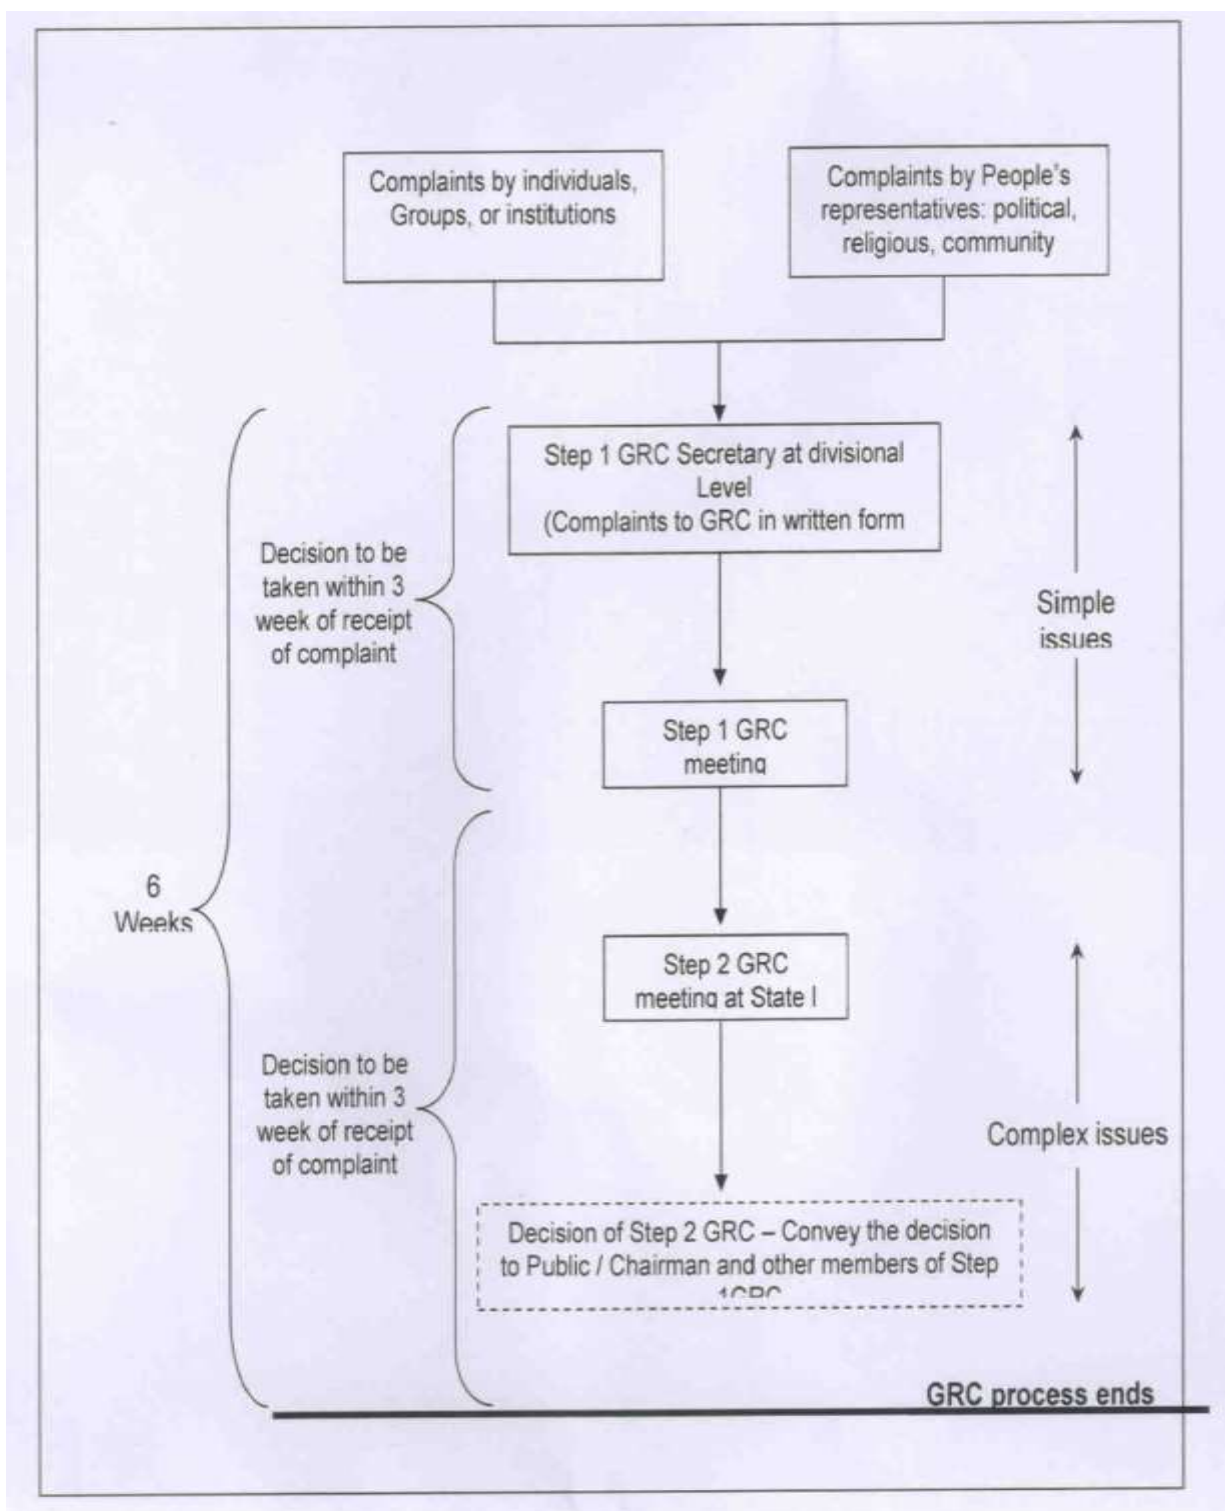 Complaints by individuals,
Groups, or institutions
Complaints by People's
representatives: political,
religious, community
Step 1 GRC Secretary at divisional
Level
(Complaints to GRC in written form
Decision to be
taken within 3
week of receipt
of complaint
Simple
issues
Step 1 GRC
meeting
6
Weeks
Step 2 GRC
meeting at State l
Decision to be
taken within 3
week of receipt
of complaint
Complex issues
Decision of Step 2 GRC – Convey the decision
to Public / Chairman and other members of Step
1GRC
GRC process ends